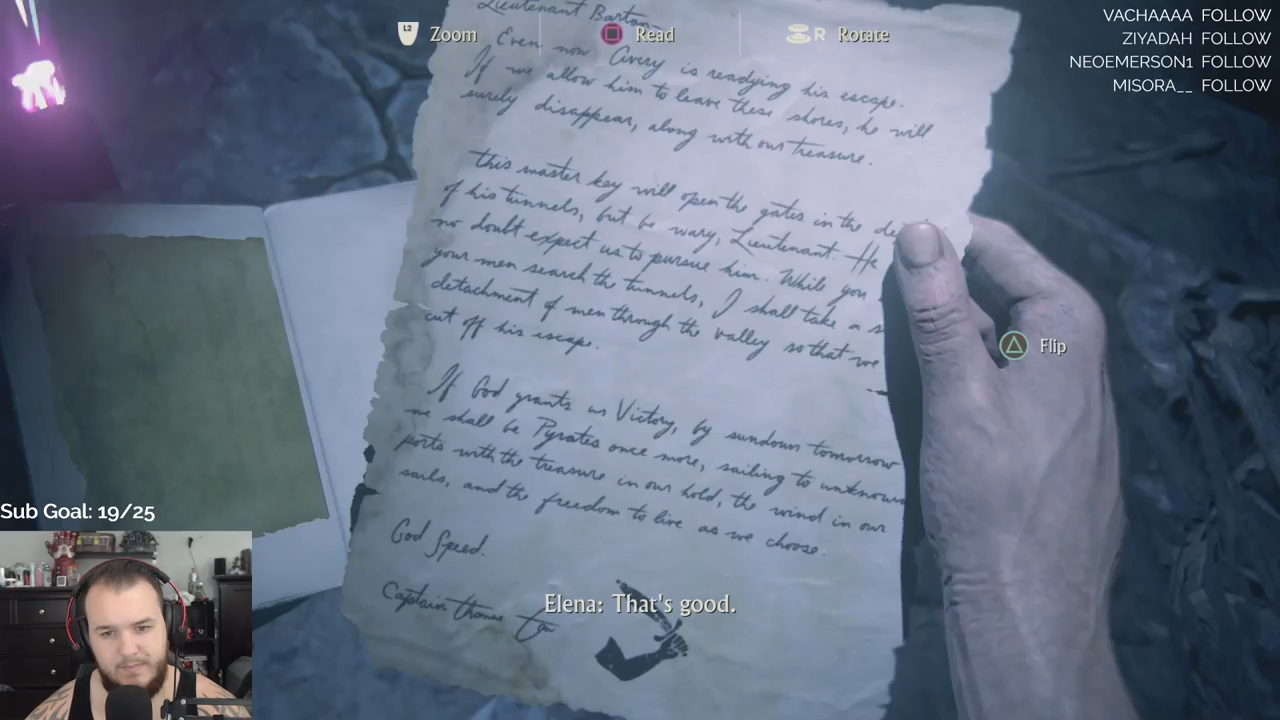 VACHAAAA FOLLOW
ZIYADAH FOLLOW
NEOEMERSON1 FOLLOW
MISORA__ FOLLOW
L2 Zoom
Read
R Rotate
Lieutenant Barton
Even now Avery is readying his escape.
If we allow him to leave these shores, he will
surely disappear, along with our treasure.
this master key will open the gates in the
of his tunnels, but be wary, Lieutenant. He
no doubt expect us to pursue him. While you
your men search the tunnels, I shall take a
detachment of men through the valley so that we
cut off his escape.
If God grants us Victory, by sundown tomorrow
we shall be Pyrates once more, sailing to unknown
ports with the treasure in our hold, the wind in our
sails, and the freedom to live as we choose.
God Speed.
Captain thomas
Flip
Sub Goal: 19/25
Elena: That's good.